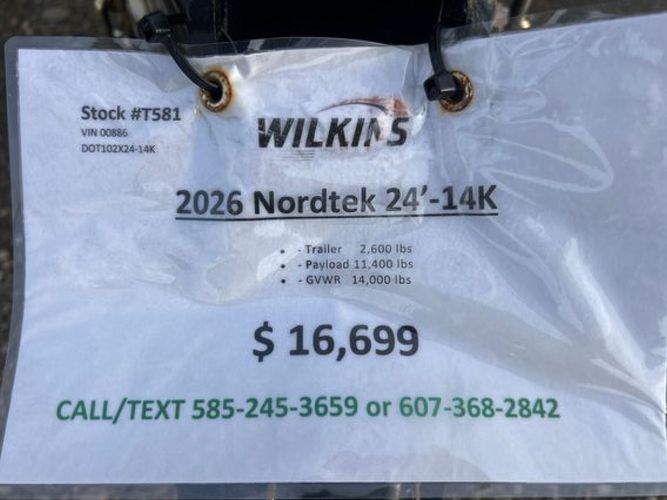 Stock #T581
VIN 00886
DOT102X24-14K
WILKINS
2026 Nordtek 24’-14K
• - Trailer 2,600 lbs
• - Payload 11,400 lbs
• - GVWR 14,000 lbs
$ 16,699
CALL/TEXT 585-245-3659 or 607-368-2842